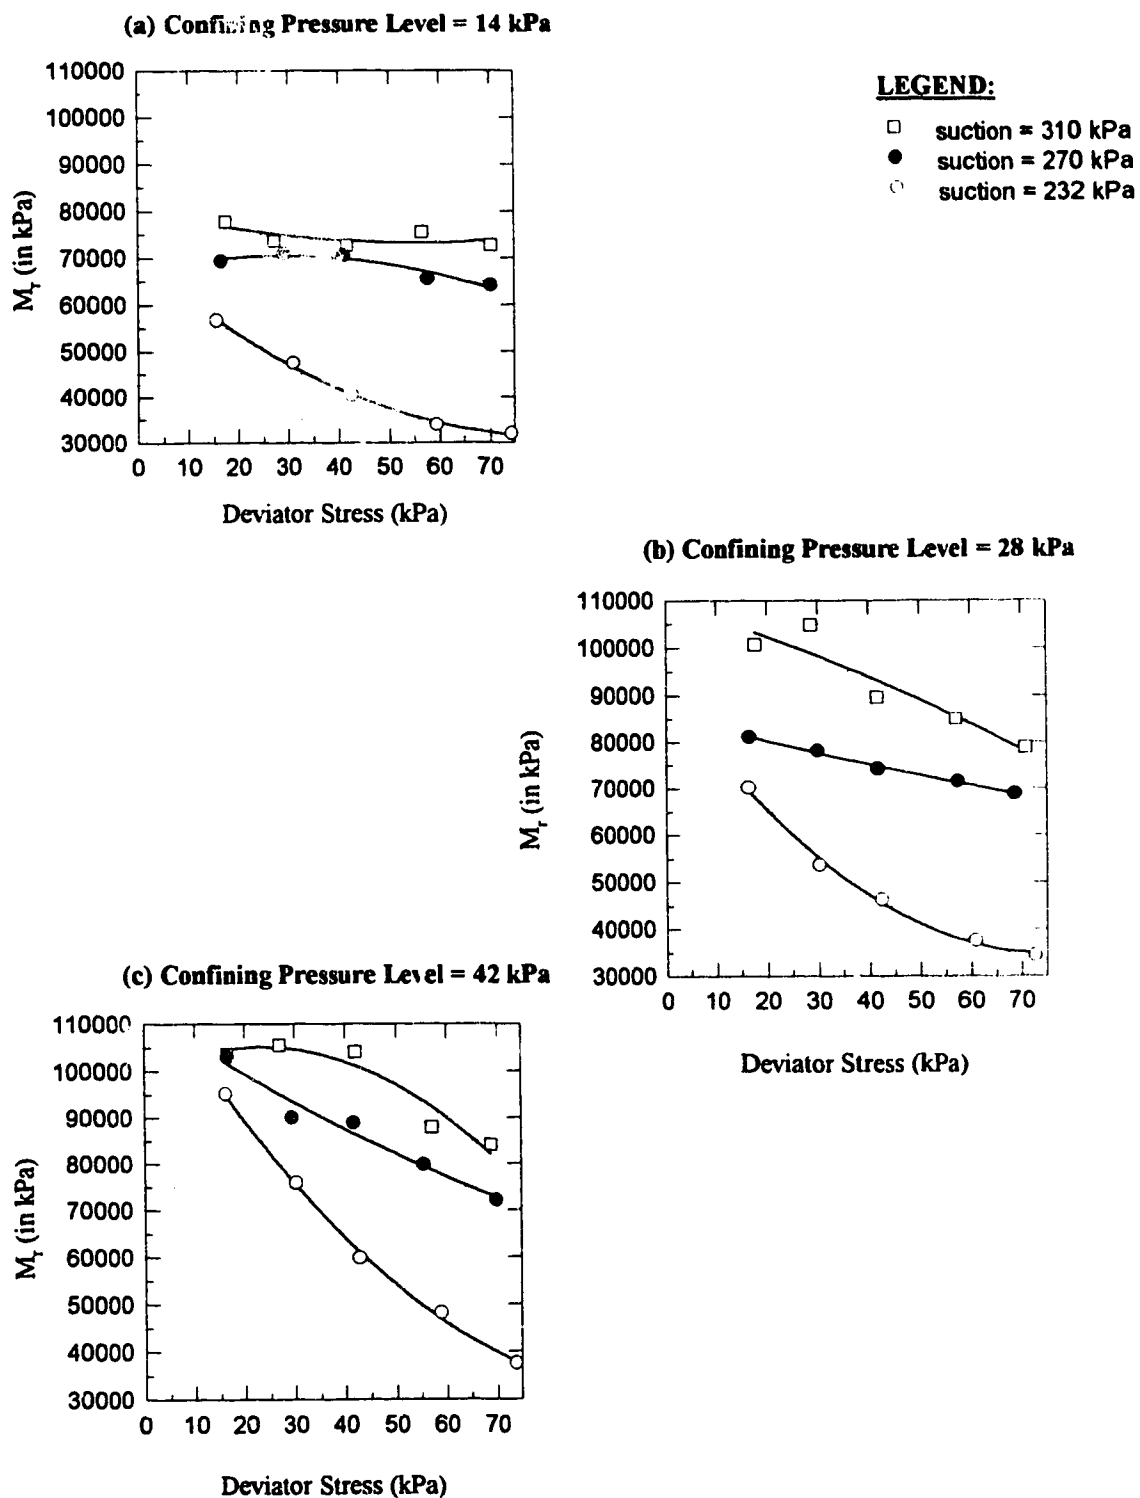 (a) Confining Pressure Level = 14 kPa
110000
100000
90000
80000
70000
60000
50000
40000
30000
Mr (in kPa)
0 10 20 30 40 50 60 70
Deviator Stress (kPa)
LEGEND:
suction = 310 kPa
suction = 270 kPa
suction = 232 kPa
(b) Confining Pressure Level = 28 kPa
110000
100000
90000
80000
70000
60000
50000
40000
30000
Mr (in kPa)
0 10 20 30 40 50 60 70
Deviator Stress (kPa)
(c) Confining Pressure Level = 42 kPa
110000
100000
90000
80000
70000
60000
50000
40000
30000
Mr (in kPa)
0 10 20 30 40 50 60 70
Deviator Stress (kPa)